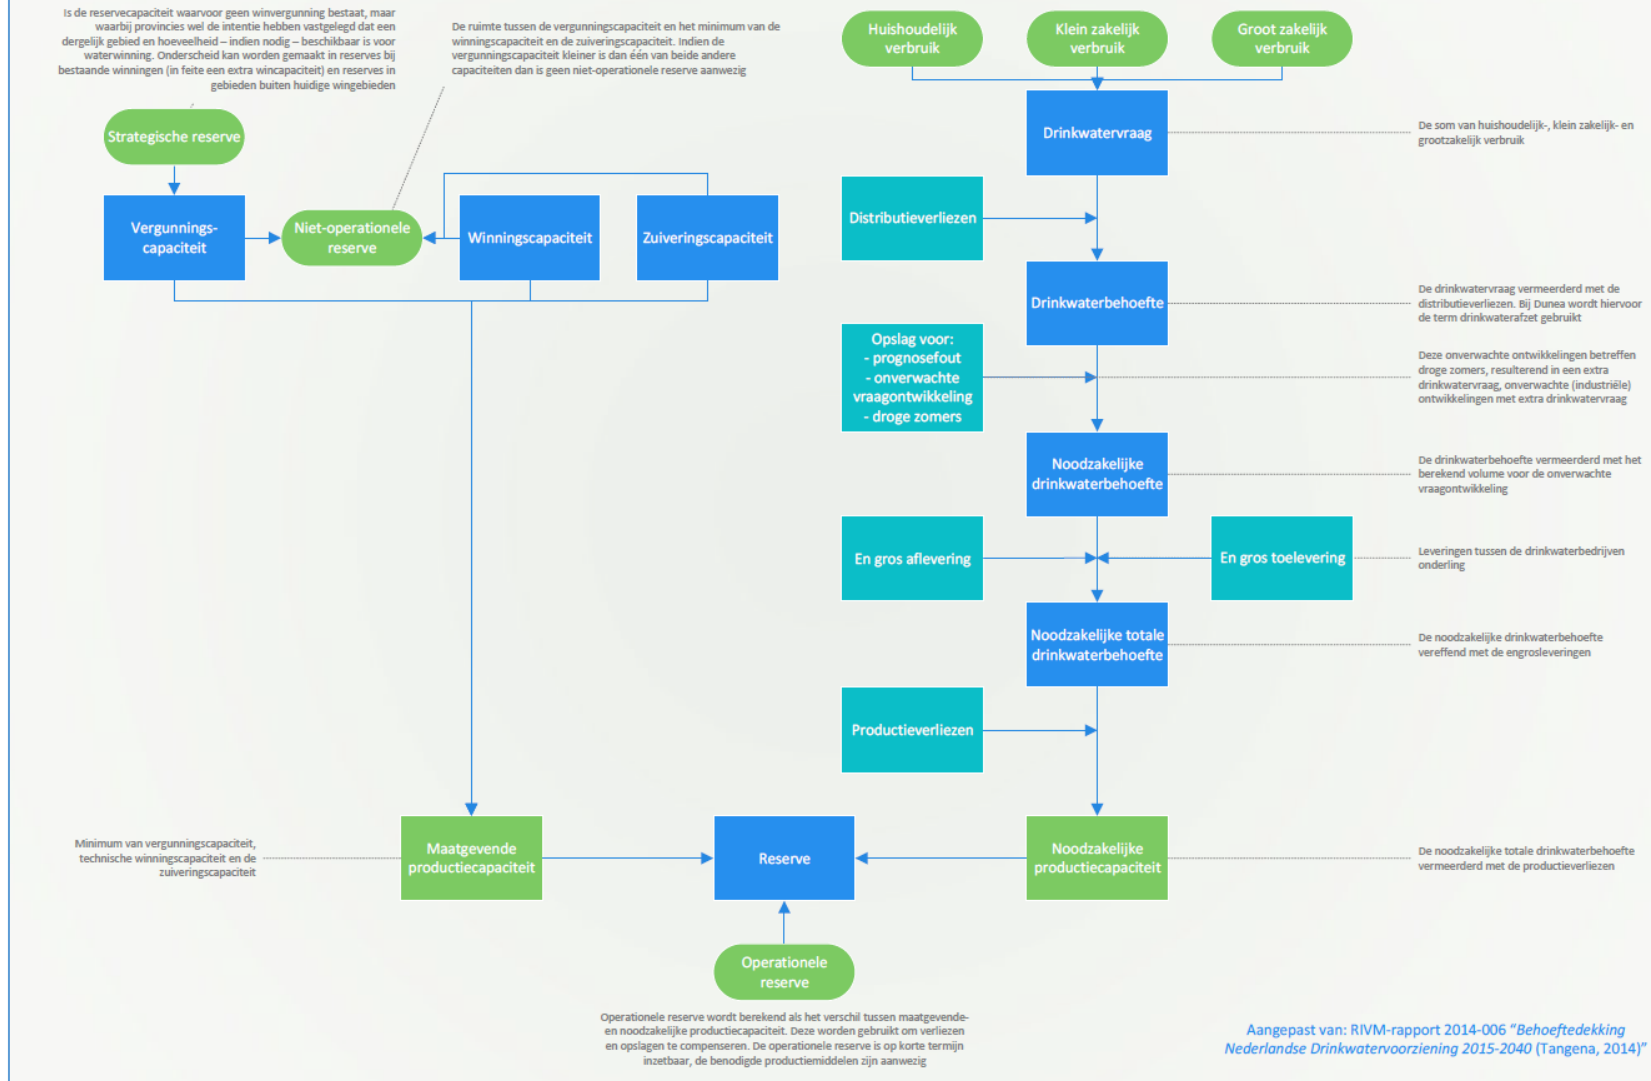 Is de reservecapaciteit waarvoor geen winvergunning bestaat, maar
waarbij provincies wel de intentie hebben vastgelegd dat een
dergelijk gebied en hoeveelheid – indien nodig – beschikbaar is voor
waterwinning. Onderscheid kan worden gemaakt in reserves bij
bestaande winningen (in feite een extra wincapaciteit) en reserves in
gebieden buiten huidige wingebieden
De ruimte tussen de vergunningscapaciteit en het minimum van de
winningscapaciteit en de zuiveringscapaciteit. Indien de
vergunningscapaciteit kleiner is dan één van beide andere
capaciteiten dan is geen niet-operationele reserve aanwezig
Huishoudelijk
verbruik
Klein zakelijk
verbruik
Groot zakelijk
verbruik
Strategische reserve
Drinkwatervraag
De som van huishoudelijk-, klein zakelijk- en
grootzakelijk verbruik
Vergunnings-
capaciteit
Niet-operationele
reserve
Winningscapaciteit
Zuiveringscapaciteit
Distributieverliezen
Drinkwaterbehoefte
De drinkwatervraag vermeerderd met de
distributieverliezen. Bij Dunea wordt hiervoor
de term drinkwaterafzet gebruikt
Opslag voor:
- prognosefout
- onverwachte
vraagontwikkeling
- droge zomers
Deze onverwachte ontwikkelingen betreffen
droge zomers, resulterend in een extra
drinkwatervraag, onverwachte (industriële)
ontwikkelingen met extra drinkwatervraag
Noodzakelijke
drinkwaterbehoefte
De drinkwaterbehoefte vermeerderd met het
berekend volume voor de onverwachte
vraagontwikkeling
En gros aflevering
En gros toelevering
Leveringen tussen de drinkwaterbedrijven
onderling
Noodzakelijke totale
drinkwaterbehoefte
De noodzakelijke drinkwaterbehoefte
vereffend met de engrosleveringen
Productieverliezen
Minimum van vergunningscapaciteit,
technische winningscapaciteit en de
zuiveringscapaciteit
Maatgevende
productiecapaciteit
Reserve
Noodzakelijke
productiecapaciteit
De noodzakelijke totale drinkwaterbehoefte
vermeerderd met de productieverliezen
Operationele
reserve
Operationele reserve wordt berekend als het verschil tussen maatgevende-
en noodzakelijke productiecapaciteit. Deze worden gebruikt om verliezen
en opslagen te compenseren. De operationele reserve is op korte termijn
inzetbaar, de benodigde productiemiddelen zijn aanwezig
Aangepast van: RIVM-rapport 2014-006 “Behoeftedekking
Nederlandse Drinkwatervoorziening 2015-2040 (Tangena, 2014)”